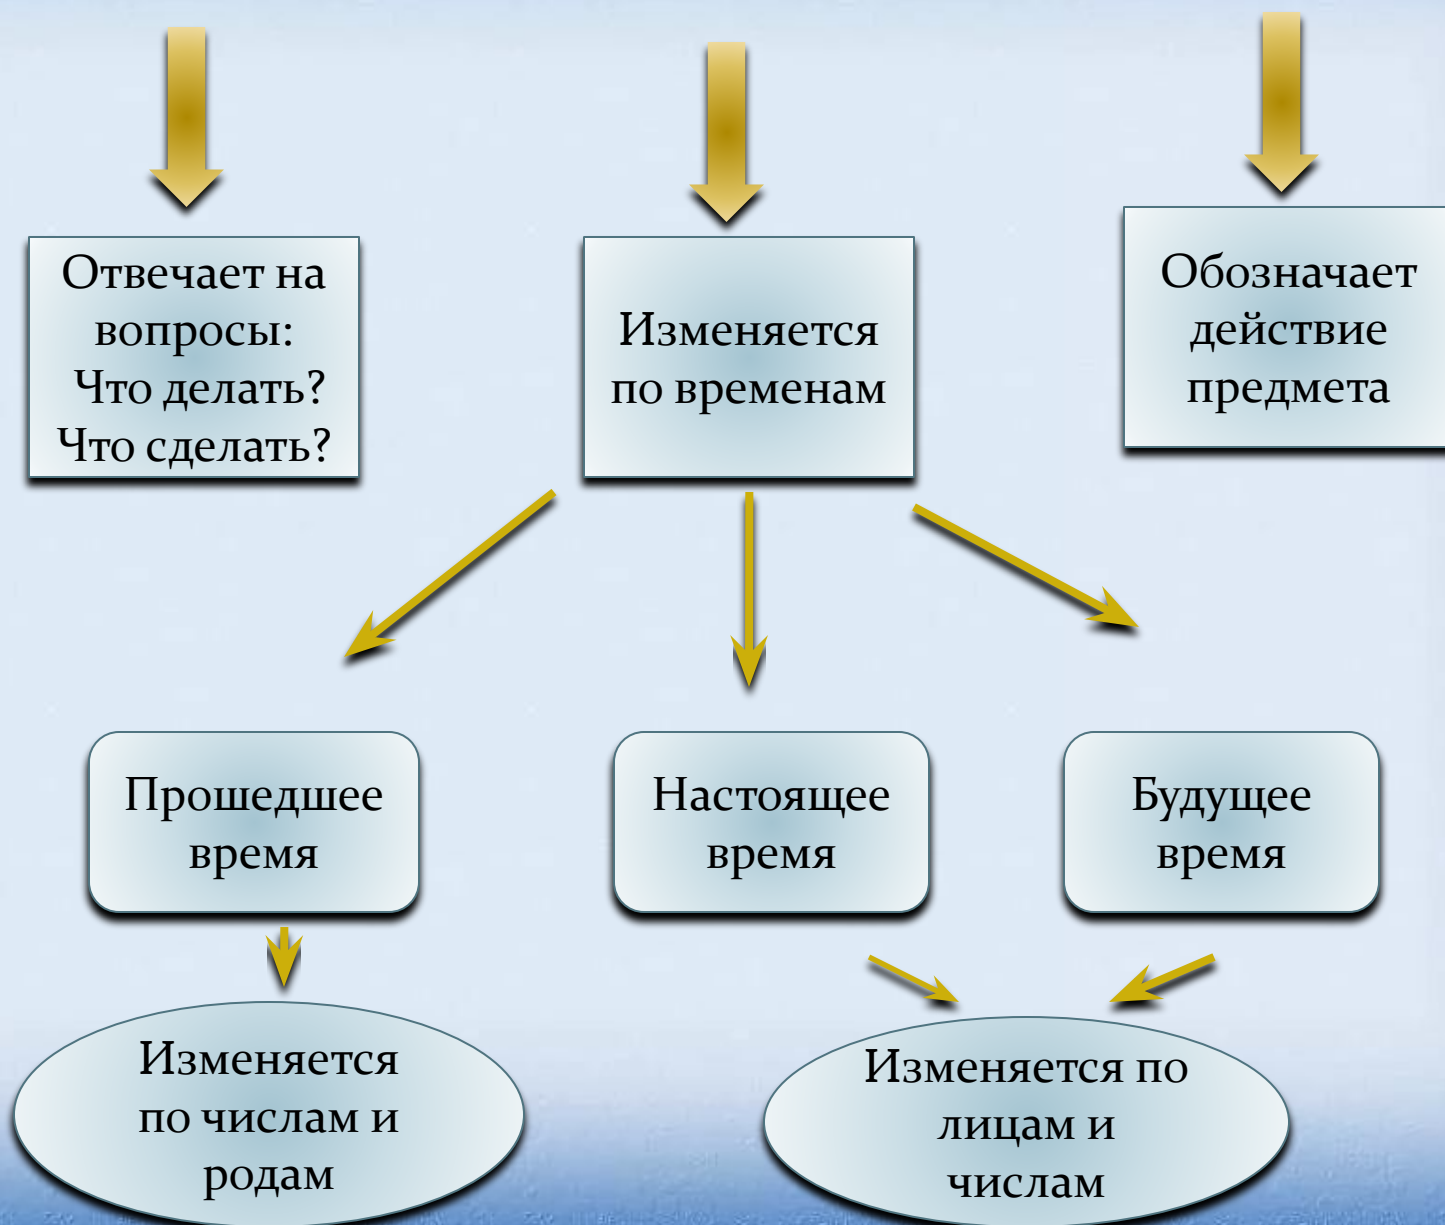 Отвечает на
вопросы:
Что делать?
Что сделать?
Изменяется
по временам
Обозначает
действие
предмета
Прошедшее
время
Настоящее
время
Будущее
время
Изменяется
по числам и
родам
Изменяется по
лицам и
числам